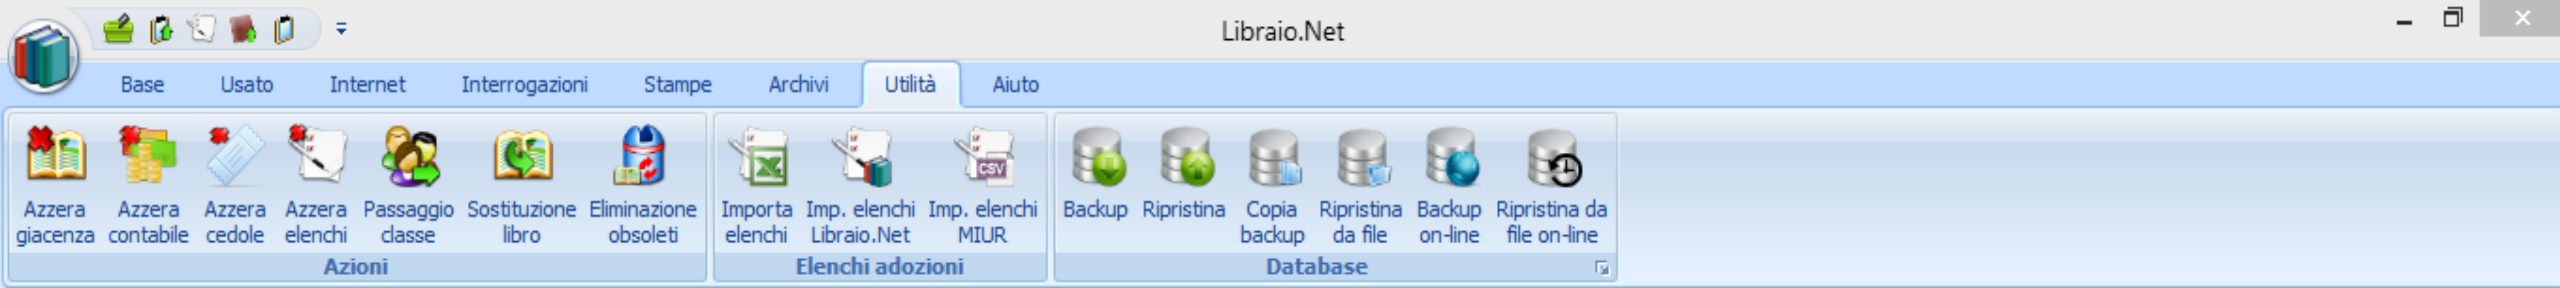 Libraio.Net
Base Usato Internet Interrogazioni Stampe Archivi Utilità Aiuto
Azzera giacenza
Azzera contabile
Azzera cedole
Azzera elenchi
Passaggio classe
Sostituzione libro
Eliminazione obsoleti
Azioni
Importa elenchi
Imp. elenchi Libraio.Net
Imp. elenchi MIUR
CSV
Elenchi adozioni
Backup
Ripristina
Copia backup
Ripristina da file
Backup on-line
Ripristina da file on-line
Database